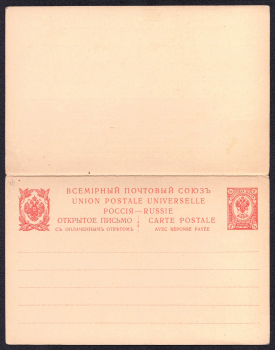 ВСЕМІРНЫЙ ПОЧТОВЫЙ СОЮЗЪ
UNION POSTALE UNIVERSELLE
РОССІЯ—RUSSIE
ОТКРЫТОЕ ПИСЬМО CARTE POSTALE
СЪ ОПЛАЧЕННЫМЪ ОТВѢТОМЪ AVEC RÉPONSE PAYÉE